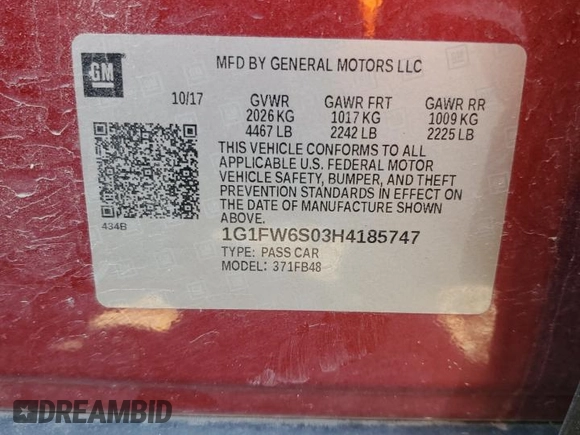 GM
MFD BY GENERAL MOTORS LLC
10/17 GVWR GAWR FRT GAWR RR
2026 KG 1017 KG 1009 KG
4467 LB 2242 LB 2225 LB
THIS VEHICLE CONFORMS TO ALL
APPLICABLE U.S. FEDERAL MOTOR
VEHICLE SAFETY, BUMPER, AND THEFT
PREVENTION STANDARDS IN EFFECT ON
THE DATE OF MANUFACTURE SHOWN
ABOVE.
434B
1G1FW6S03H4185747
TYPE: PASS CAR
MODEL: 371FB48
DREAMBID